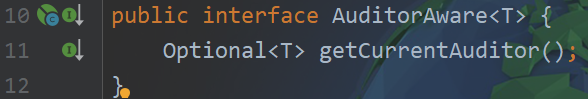 10 public interface AuditorAware<T> {
11 Optional<T> getCurrentAuditor();
12 }